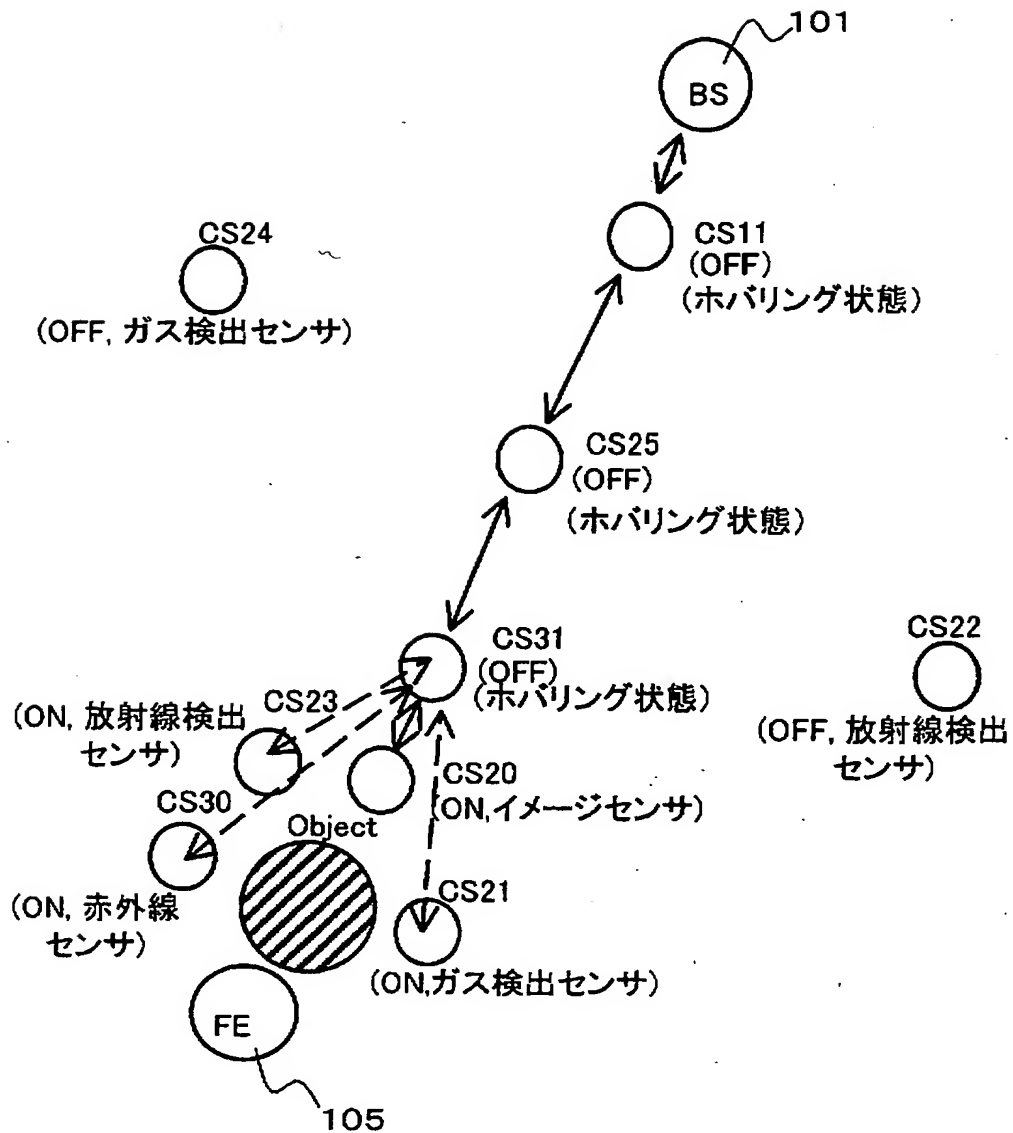 101
BS
CS24
(OFF, ガス検出センサ)
CS11
(OFF)
(ホバリング状態)
CS25
(OFF)
(ホバリング状態)
CS31
(OFF)
(ホバリング状態)
CS22
(OFF, 放射線検出
センサ)
CS23
(ON, 放射線検出
センサ)
CS20
(ON,イメージセンサ)
CS30
(ON, 赤外線
センサ)
Object
CS21
(ON,ガス検出センサ)
FE
105